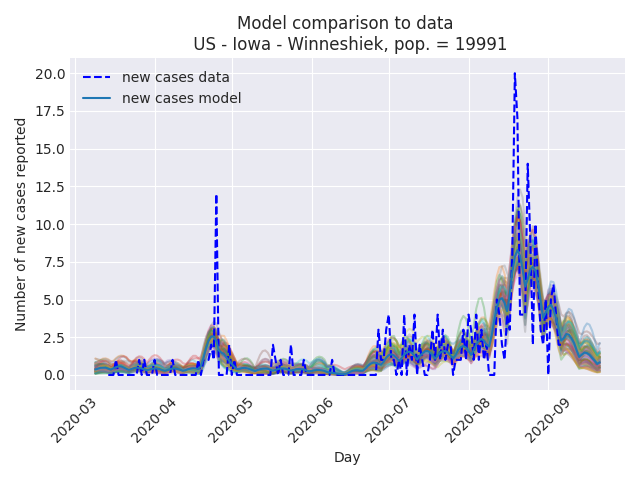 Model comparison to data
US - Iowa - Winneshiek, pop. = 19991
new cases data
new cases model
Number of new cases reported
20.0
17.5
15.0
12.5
10.0
7.5
5.0
2.5
0.0
2020-03
2020-04
2020-05
2020-06
2020-07
2020-08
2020-09
Day